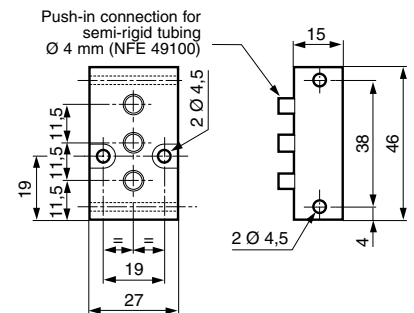 Push-in connection for
semi-rigid tubing
Ø 4 mm (NFE 49100)
15
2 Ø 4,5
11,5
11,5
11,5
19
38
46
= =
19
27
2 Ø 4,5
4